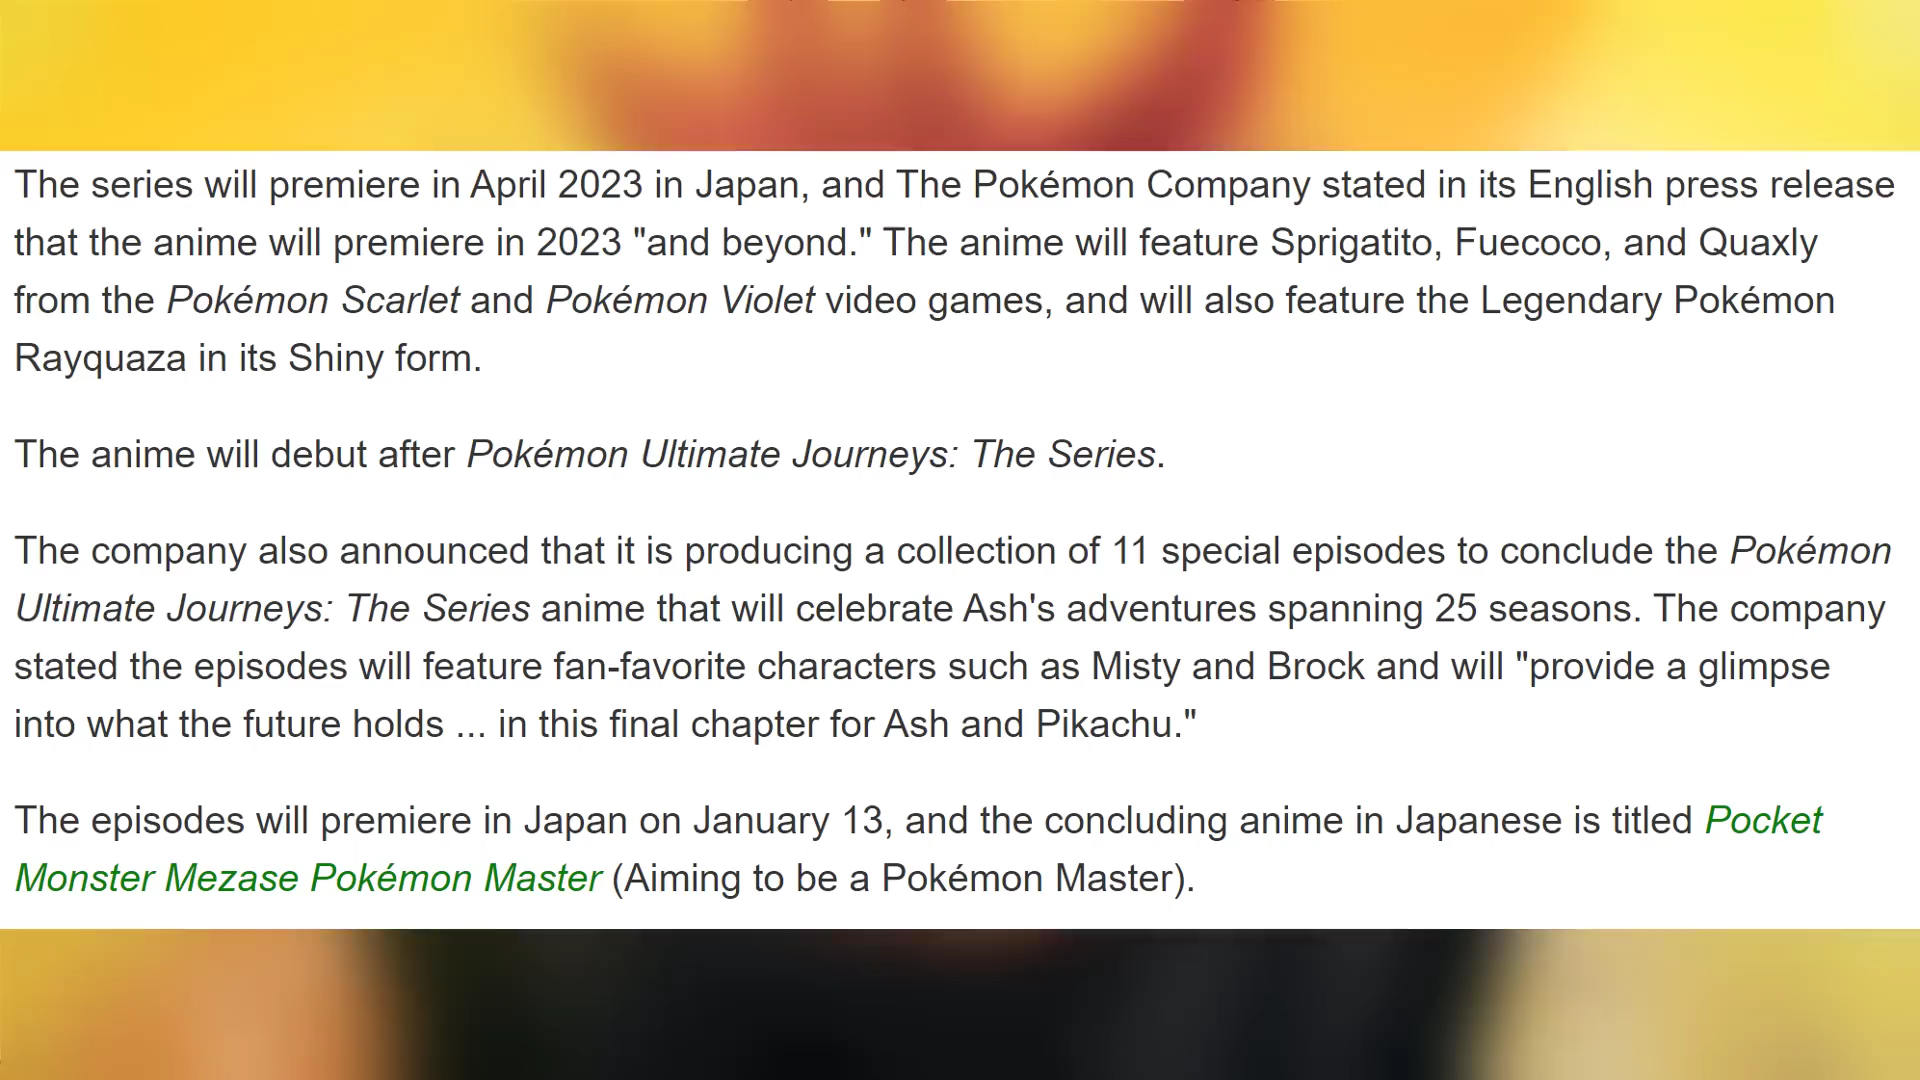 The series will premiere in April 2023 in Japan, and The Pokémon Company stated in its English press release
that the anime will premiere in 2023 "and beyond." The anime will feature Sprigatito, Fuecoco, and Quaxly
from the Pokémon Scarlet and Pokémon Violet video games, and will also feature the Legendary Pokémon
Rayquaza in its Shiny form.
The anime will debut after Pokémon Ultimate Journeys: The Series.
The company also announced that it is producing a collection of 11 special episodes to conclude the Pokémon
Ultimate Journeys: The Series anime that will celebrate Ash's adventures spanning 25 seasons. The company
stated the episodes will feature fan-favorite characters such as Misty and Brock and will "provide a glimpse
into what the future holds ... in this final chapter for Ash and Pikachu."
The episodes will premiere in Japan on January 13, and the concluding anime in Japanese is titled Pocket
Monster Mezase Pokémon Master (Aiming to be a Pokémon Master).